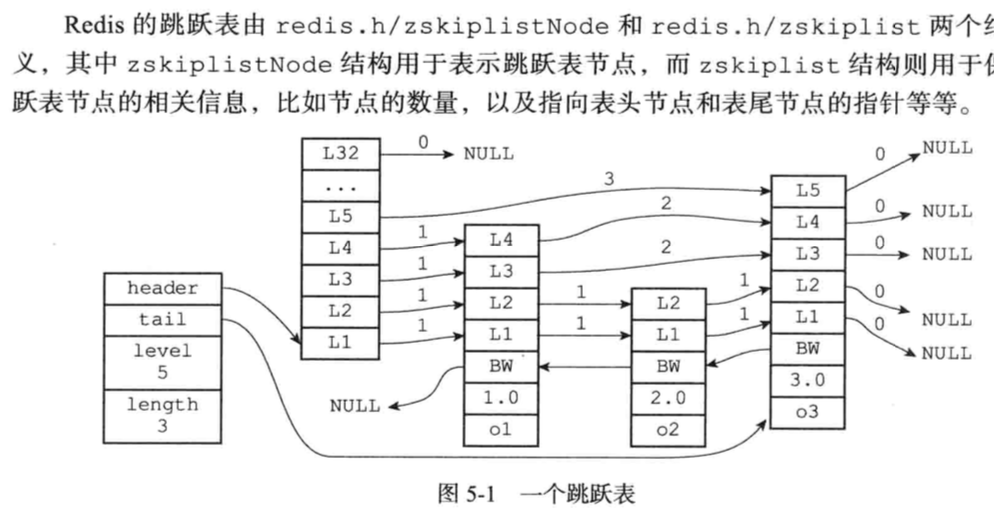 Redis 的跳跃表由 redis.h/zskiplistNode 和 redis.h/zskiplist 两个
义，其中 zskiplistNode 结构用于表示跳跃表节点，而 zskiplist 结构则用于
跃表节点的相关信息，比如节点的数量，以及指向表头节点和表尾节点的指针等等。
L32 0 NULL
...
L5 3 L5 0 NULL
L4 1 L4 2 L4 0 NULL
L3 1 L3 2 L3 0 NULL
L2 1 L2 1 L2 1 L2 0 NULL
L1 1 L1 1 L1 1 L1 0 NULL
header
tail
level
5
length
3
NULL BW BW BW
1.0 2.0 3.0
o1 o2 o3
图 5-1 一个跳跃表